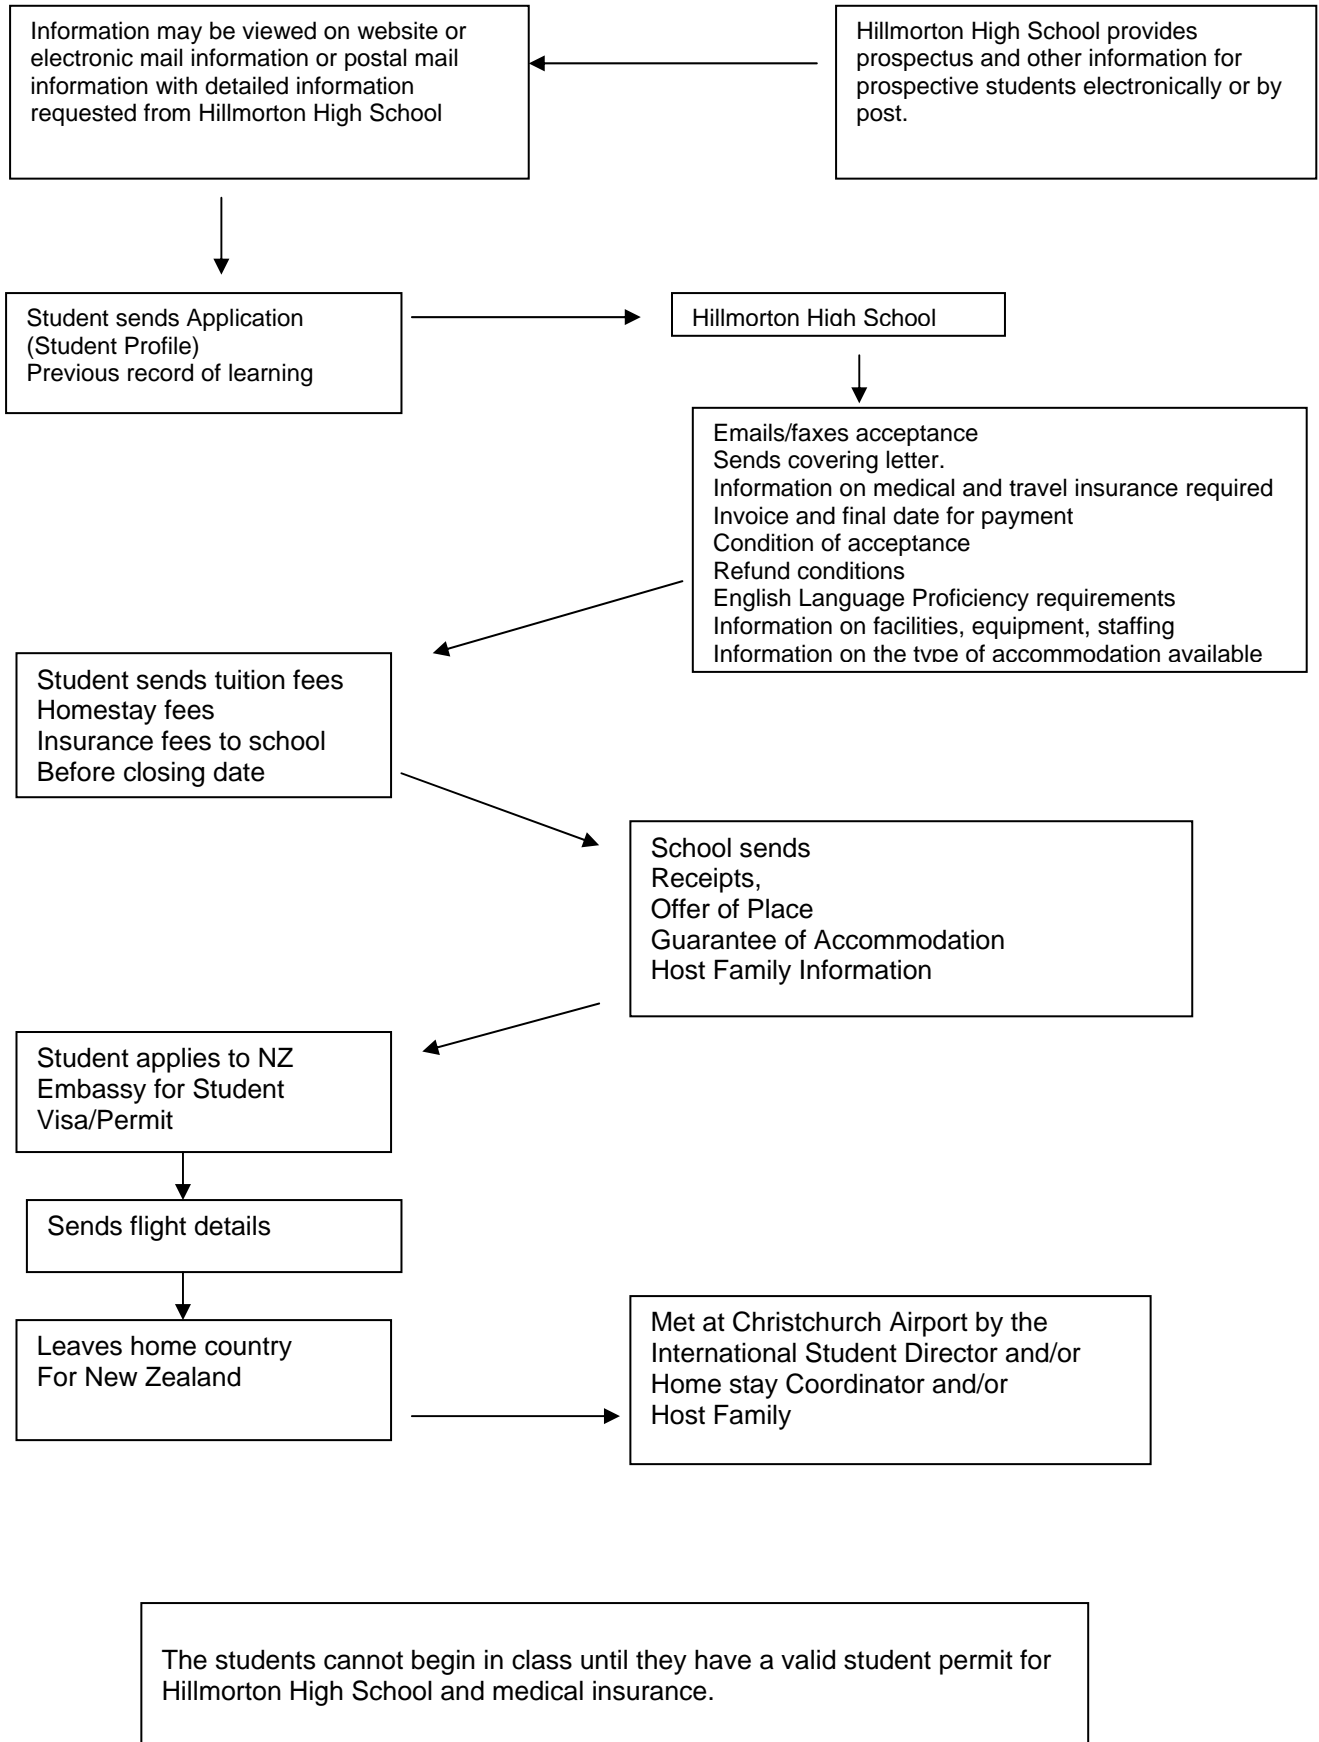 Information may be viewed on website or
electronic mail information or postal mail
information with detailed information
requested from Hillmorton High School
Hillmorton High School provides
prospectus and other information for
prospective students electronically or by
post.
Student sends Application
(Student Profile)
Previous record of learning
Hillmorton High School
Emails/faxes acceptance
Sends covering letter.
Information on medical and travel insurance required
Invoice and final date for payment
Condition of acceptance
Refund conditions
English Language Proficiency requirements
Information on facilities, equipment, staffing
Information on the type of accommodation available
Student sends tuition fees
Homestay fees
Insurance fees to school
Before closing date
School sends
Receipts,
Offer of Place
Guarantee of Accommodation
Host Family Information
Student applies to NZ
Embassy for Student
Visa/Permit
Sends flight details
Leaves home country
For New Zealand
Met at Christchurch Airport by the
International Student Director and/or
Home stay Coordinator and/or
Host Family
The students cannot begin in class until they have a valid student permit for
Hillmorton High School and medical insurance.